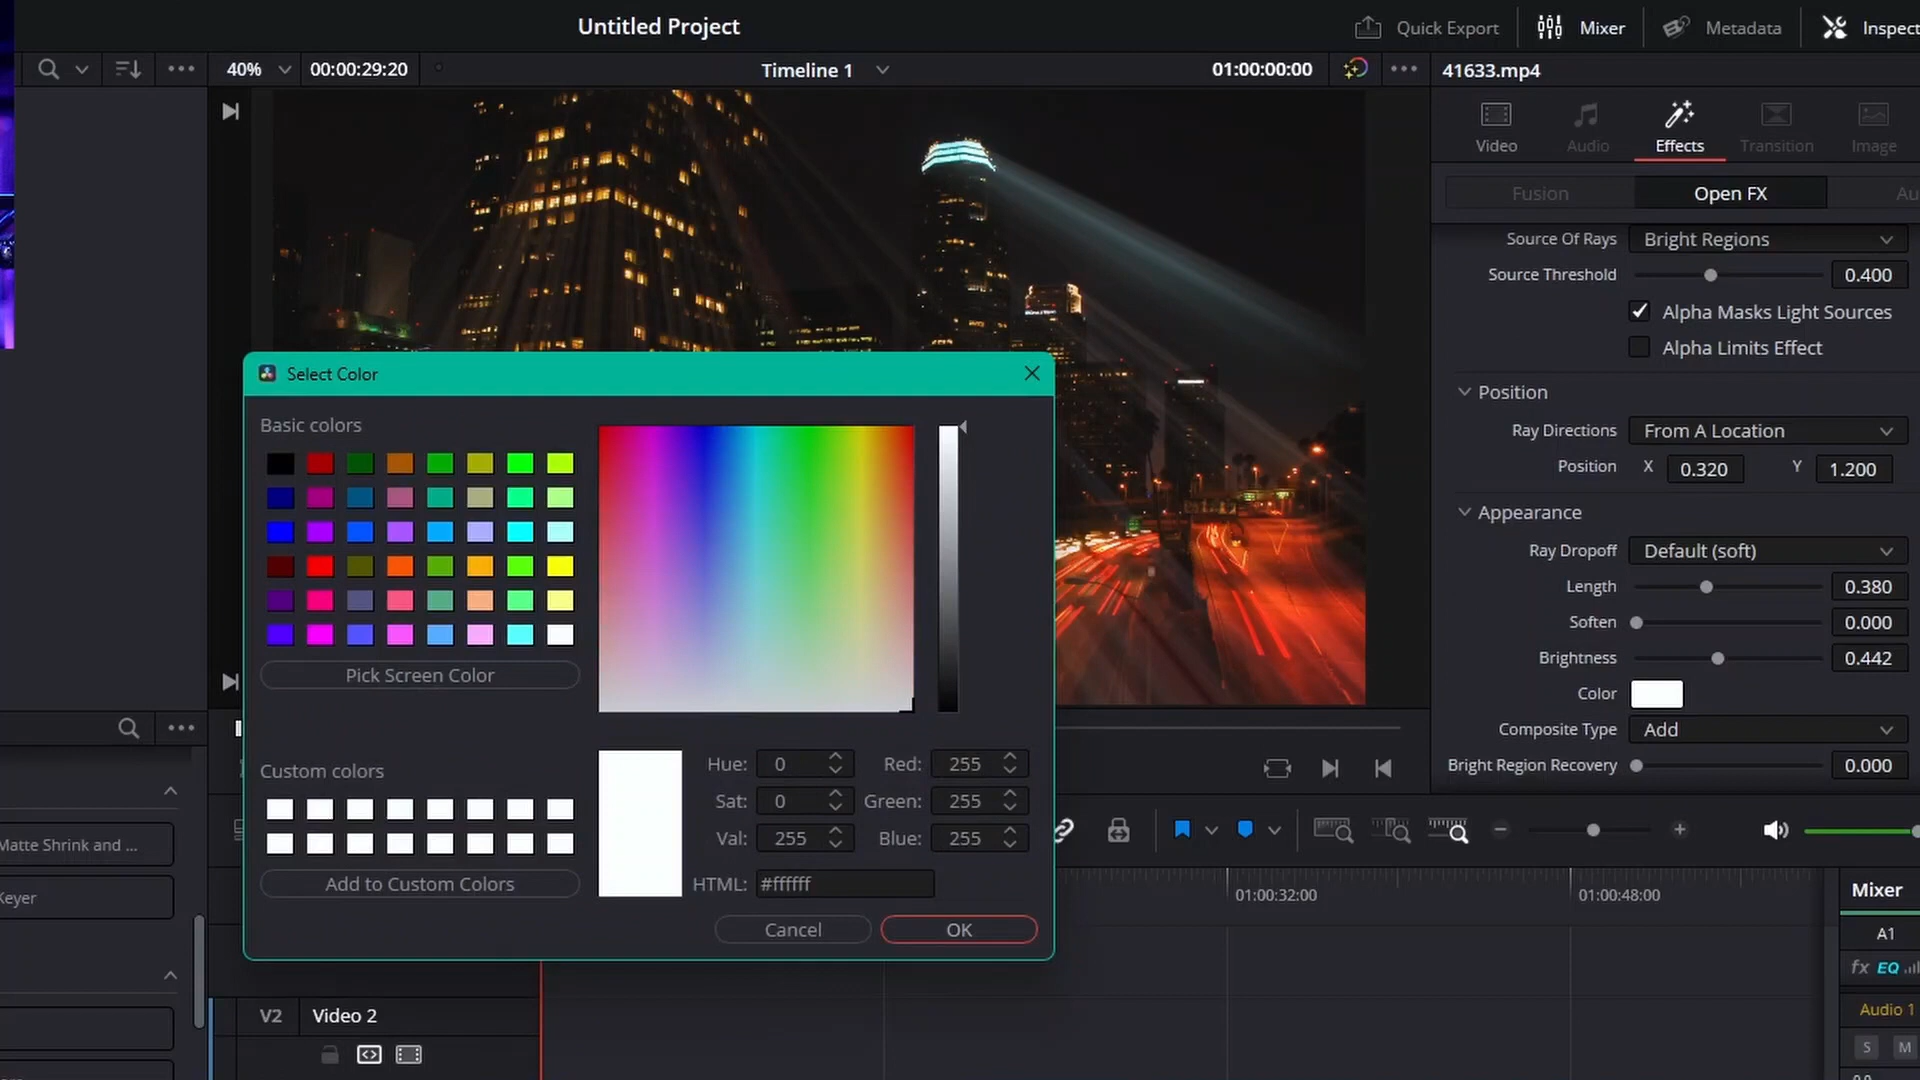 Untitled Project
Quick Export
Mixer
Metadata
Inspect
40%
00:00:29:20
Timeline 1
01:00:00:00
41633.mp4
Video
Audio
Effects
Transition
Image
Fusion
Open FX
Au
Source Of Rays
Bright Regions
Source Threshold
0.400
Alpha Masks Light Sources
Alpha Limits Effect
Position
Ray Directions
From A Location
Position X 0.320 Y 1.200
Appearance
Ray Dropoff
Default (soft)
Length
0.380
Soften
0.000
Brightness
0.442
Color
Composite Type
Add
Bright Region Recovery
0.000
Select Color
Basic colors
Pick Screen Color
Custom colors
Add to Custom Colors
Hue: 0
Red: 255
Sat: 0
Green: 255
Val: 255
Blue: 255
HTML: #ffffff
Cancel
OK
Matte Shrink and ...
Keyer
01:00:32:00
01:00:48:00
Mixer
A1
fx EQ
Audio 1
S M
V2
Video 2